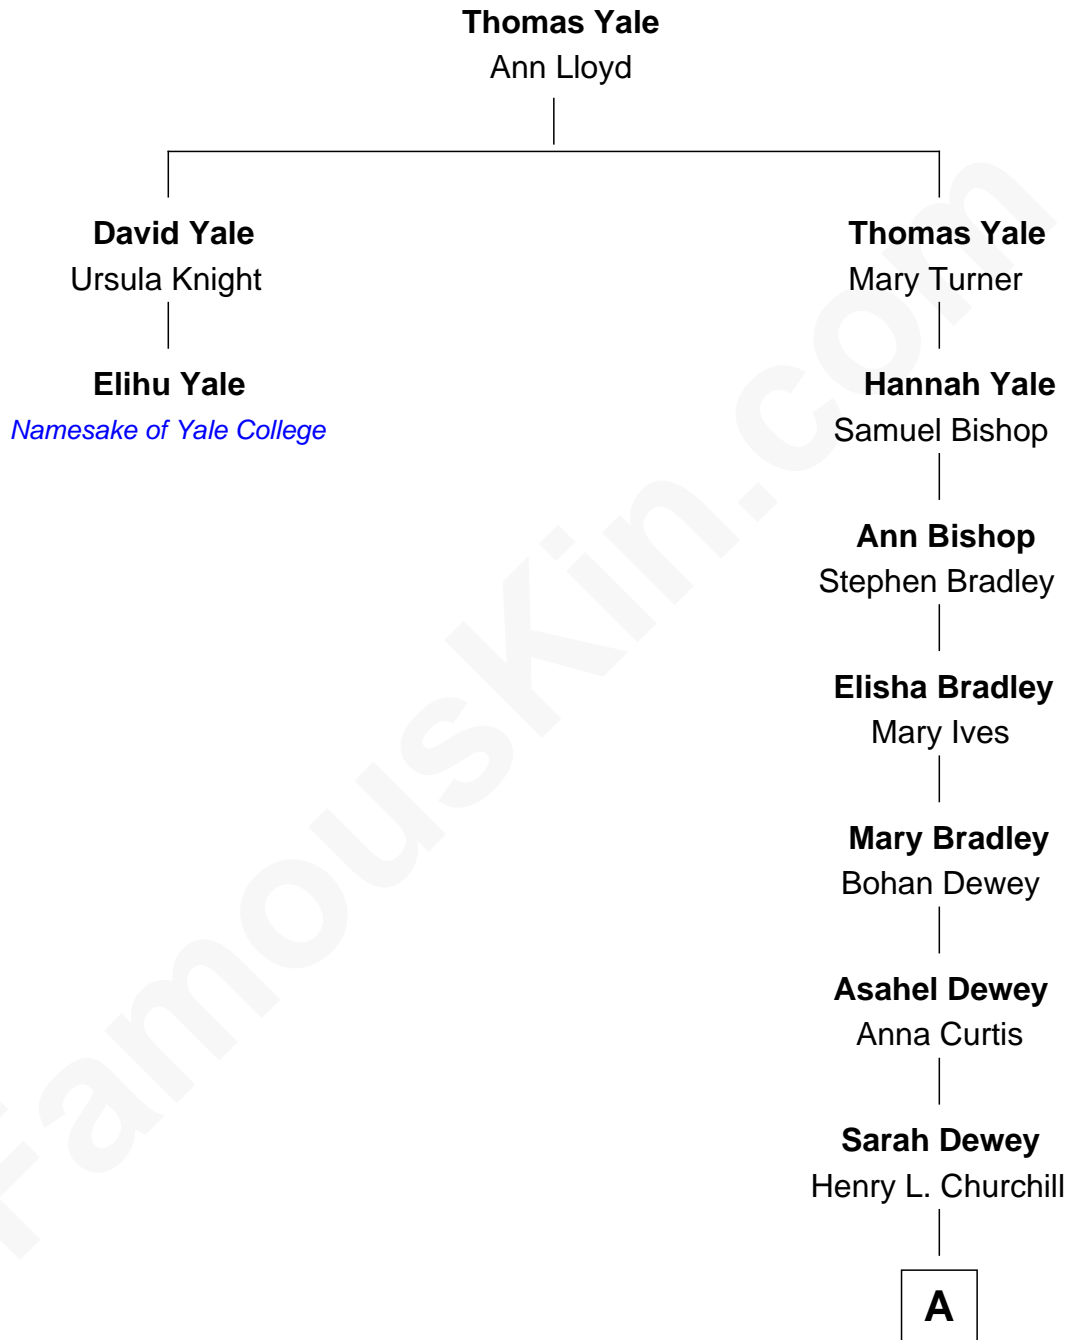 Thomas Yale
Ann Lloyd
David Yale
Ursula Knight
Elihu Yale
Namesake of Yale College
Thomas Yale
Mary Turner
Hannah Yale
Samuel Bishop
Ann Bishop
Stephen Bradley
Elisha Bradley
Mary Ives
Mary Bradley
Bohan Dewey
Asahel Dewey
Anna Curtis
Sarah Dewey
Henry L. Churchill
A
FamousKin.com